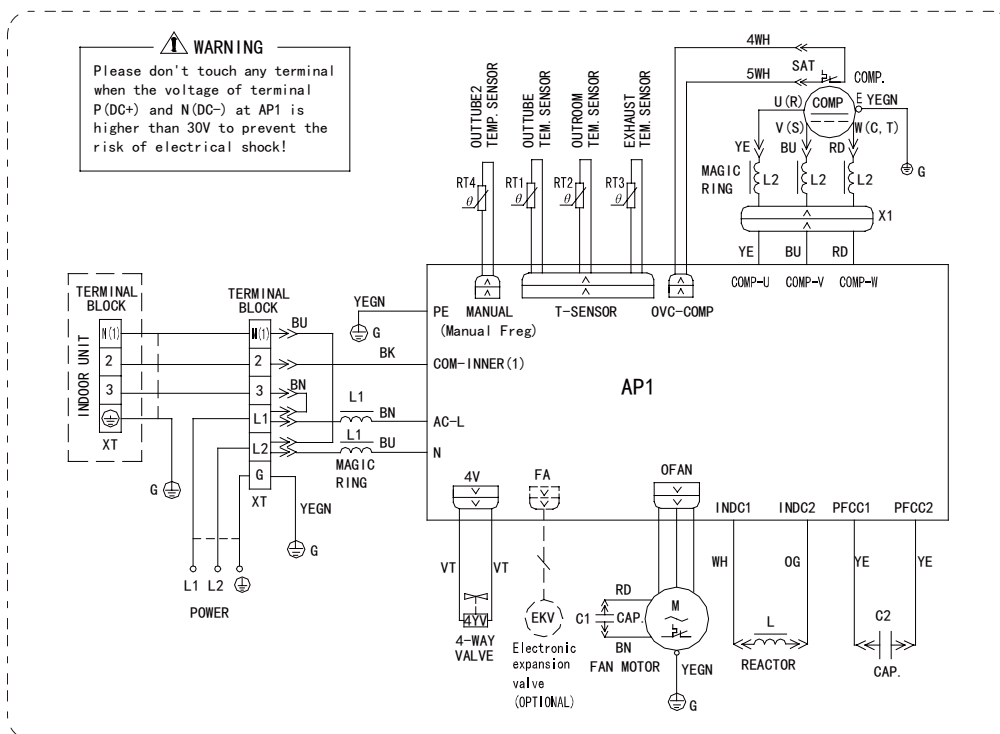 WARNING
Please don't touch any terminal
when the voltage of terminal
P(DC+) and N(DC-) at AP1 is
higher than 30V to prevent the
risk of electrical shock!
OUTTUBE2
TEMP. SENSOR
OUTTUBE
TEM. SENSOR
OUTROOM
TEM. SENSOR
EXHAUST
TEM. SENSOR
RT4
θ
RT1
θ
RT2
θ
RT3
θ
4WH
5WH
SAT
COMP.
U(R)
COMP
E
YEGN
V(S)
W(C, T)
YE
BU
RD
G
MAGIC
RING
L2
L2
L2
X1
YE
BU
RD
COMP-U
COMP-V
COMP-W
MANUAL
(Manual Freg)
T-SENSOR
OVC-COMP
PE
YEGN
G
COM-INNER(1)
BK
AP1
AC-L
N
L1
BN
L1
BU
MAGIC
RING
TERMINAL
BLOCK
N(1)
2
3
XT
INDOOR UNIT
G
TERMINAL
BLOCK
N(1)
2
3
L1
L2
G
XT
BU
BN
YEGN
G
L1
L2
POWER
4V
VT
VT
4YV
4-WAY
VALVE
FA
EKV
Electronic
expansion
valve
(OPTIONAL)
OFAN
RD
C1
CAP.
BN
M
FAN MOTOR
YEGN
G
INDC1
INDC2
PFCC1
PFCC2
WH
OG
YE
YE
L
REACTOR
C2
CAP.